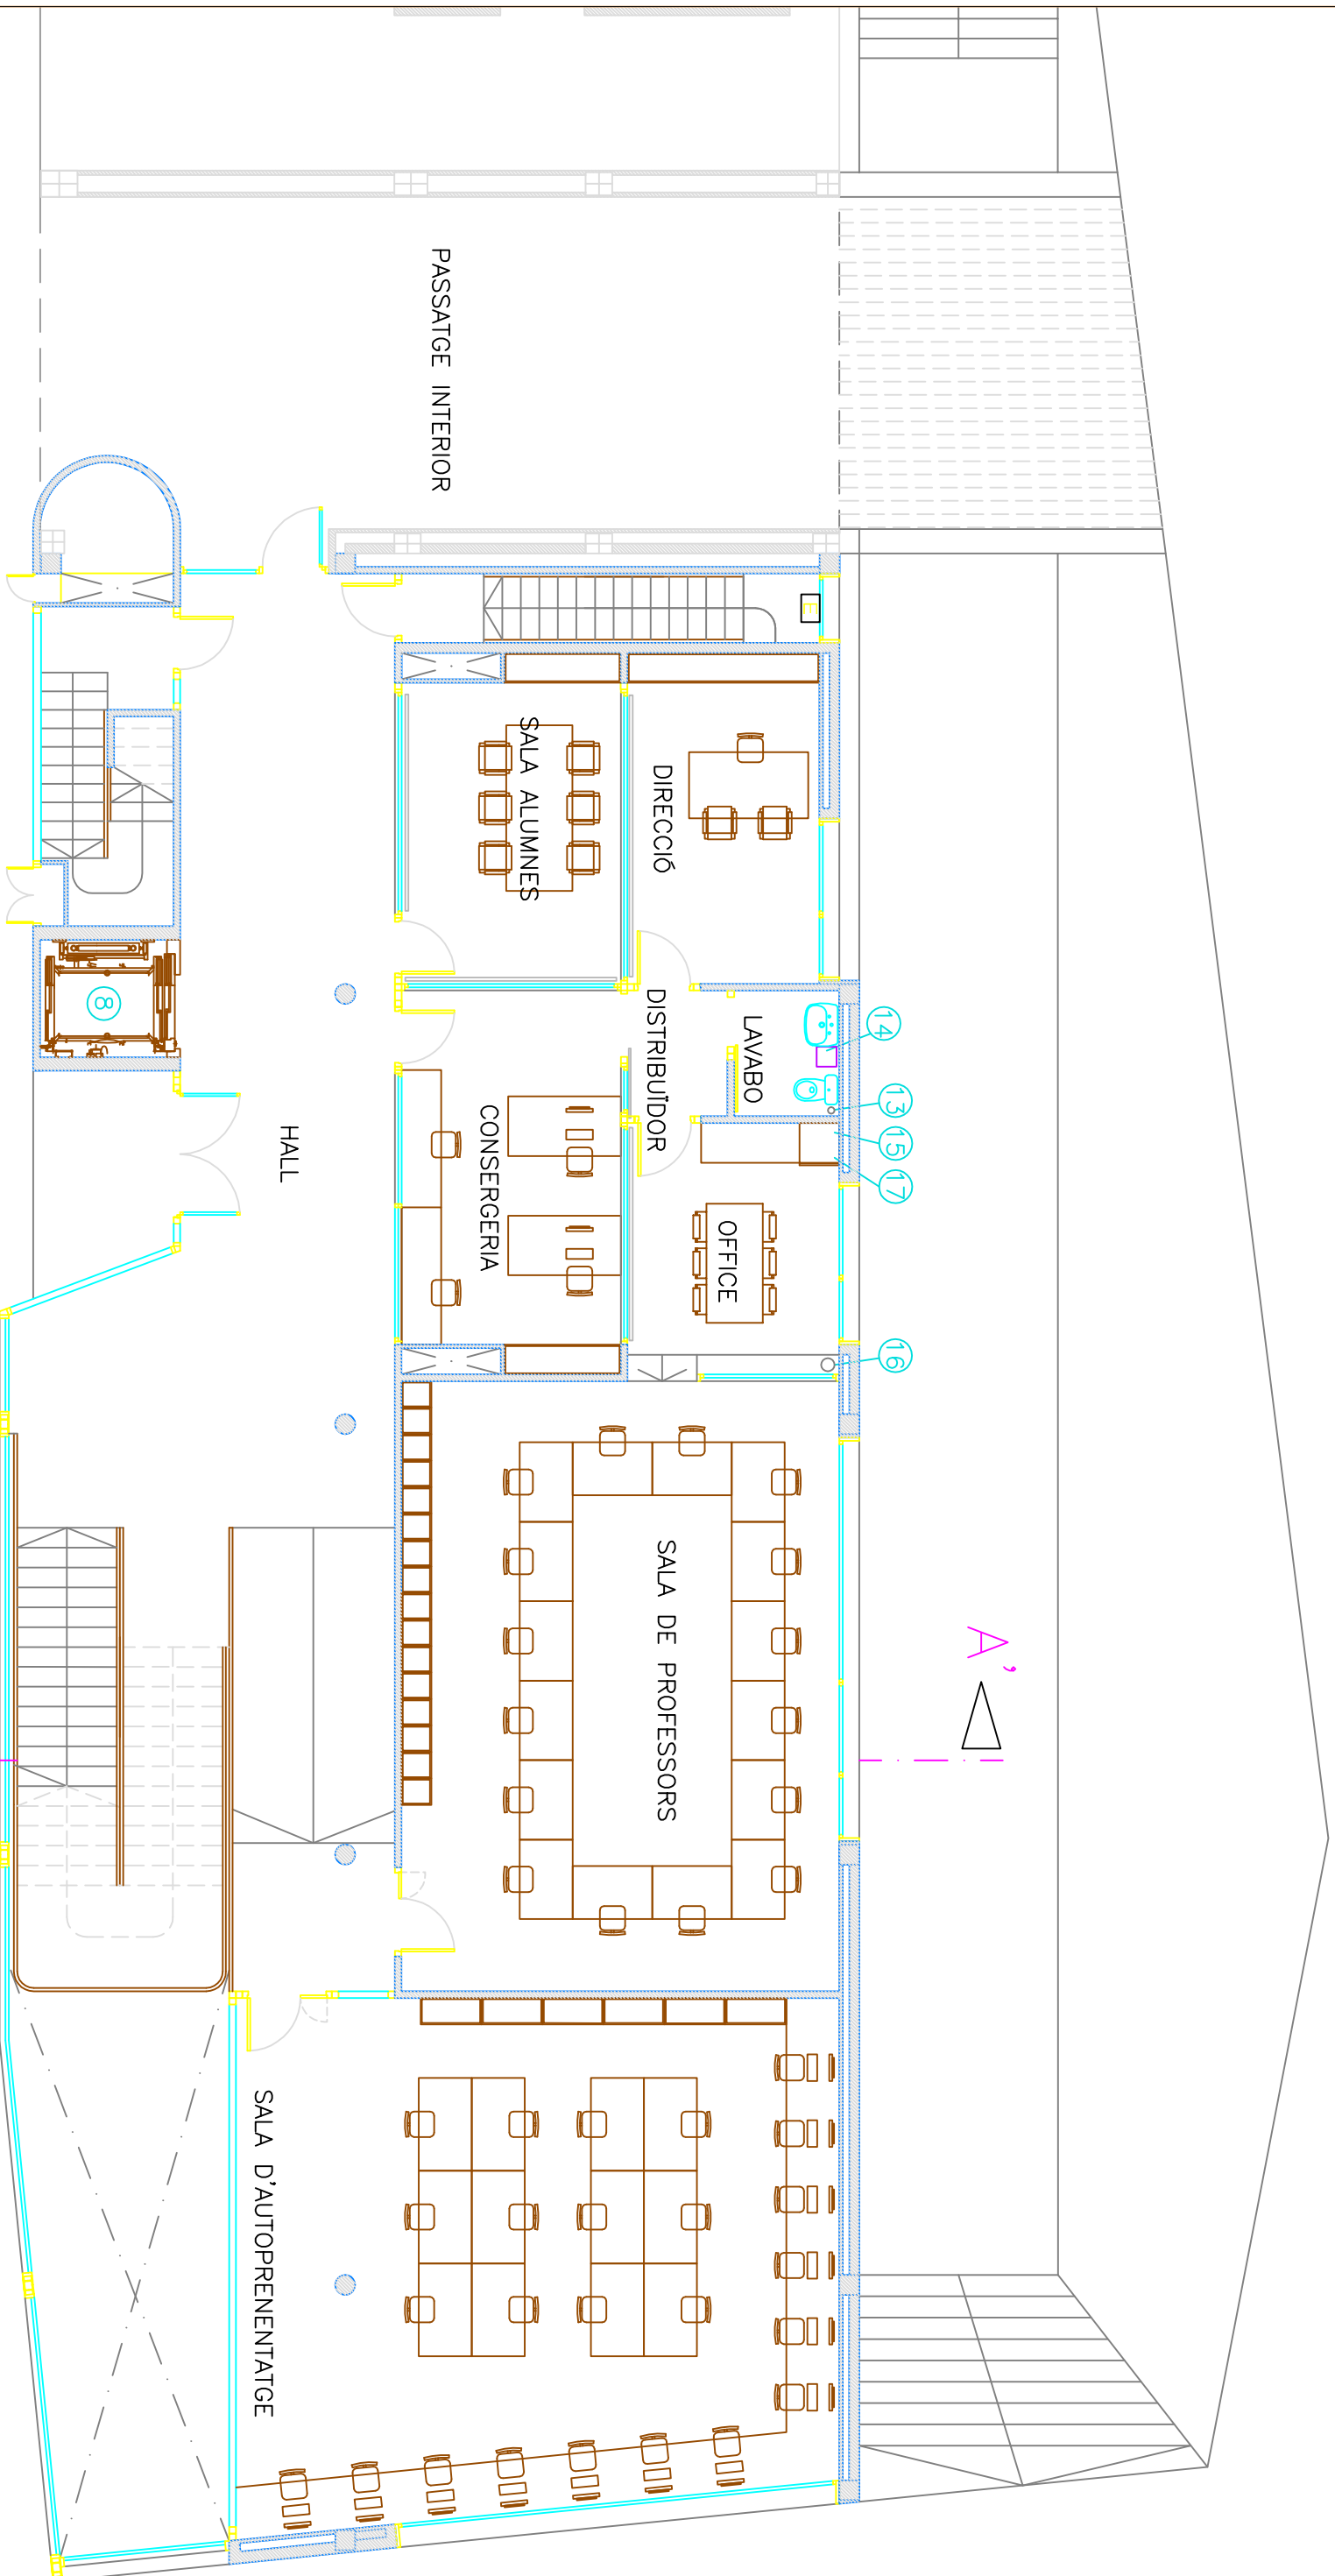 PASSATGE INTERIOR
E
SALA ALUMNES
DIRECCIÓ
8
DISTRIBUÏDOR
LAVABO
14
13
15
17
16
HALL
CONSERGERIA
OFFICE
SALA DE PROFESSORS
A'
SALA D'AUTOPRENENTATGE